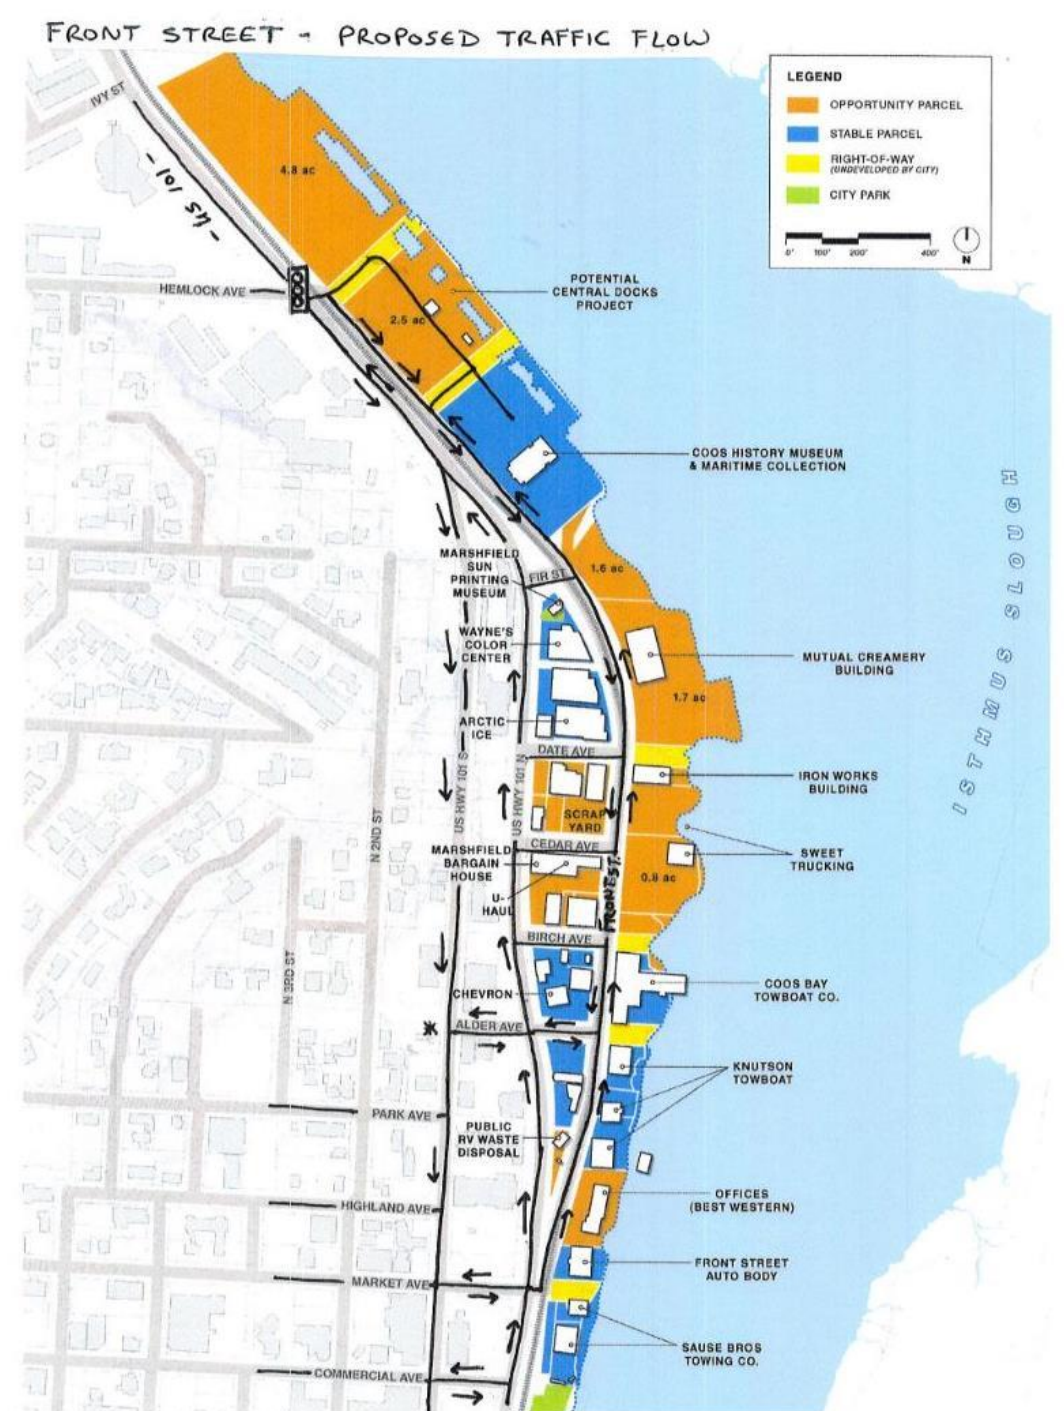 FRONT STREET - PROPOSED TRAFFIC FLOW
LEGEND
OPPORTUNITY PARCEL
STABLE PARCEL
RIGHT-OF-WAY
(UNDEVELOPED BY CITY)
CITY PARK
0' 100' 200' 400'
N
IVY ST
- US 101 -
4.8 ac
HEMLOCK AVE
2.5 ac
POTENTIAL
CENTRAL DOCKS
PROJECT
COOS HISTORY MUSEUM
& MARITIME COLLECTION
ISTHMUS SLOUGH
MARSHFIELD
SUN
PRINTING
MUSEUM
FIR ST
1.6 ac
WAYNE'S
COLOR
CENTER
MUTUAL CREAMERY
BUILDING
1.7 ac
ARCTIC
ICE
DATE AVE
US HWY 101 S
US HWY 101 N
IRON WORKS
BUILDING
SCRAP
YARD
N 2ND ST
CEDAR AVE
MARSHFIELD
BARGAIN
HOUSE
SWEET
TRUCKING
0.8 ac
FRONT ST.
U-
HAUL
BIRCH AVE
N 3RD ST
CHEVRON
COOS BAY
TOWBOAT CO.
ALDER AVE
KNUTSON
TOWBOAT
PARK AVE
PUBLIC
RV WASTE
DISPOSAL
HIGHLAND AVE
OFFICES
(BEST WESTERN)
FRONT STREET
AUTO BODY
MARKET AVE
SAUSE BROS
TOWING CO.
COMMERCIAL AVE